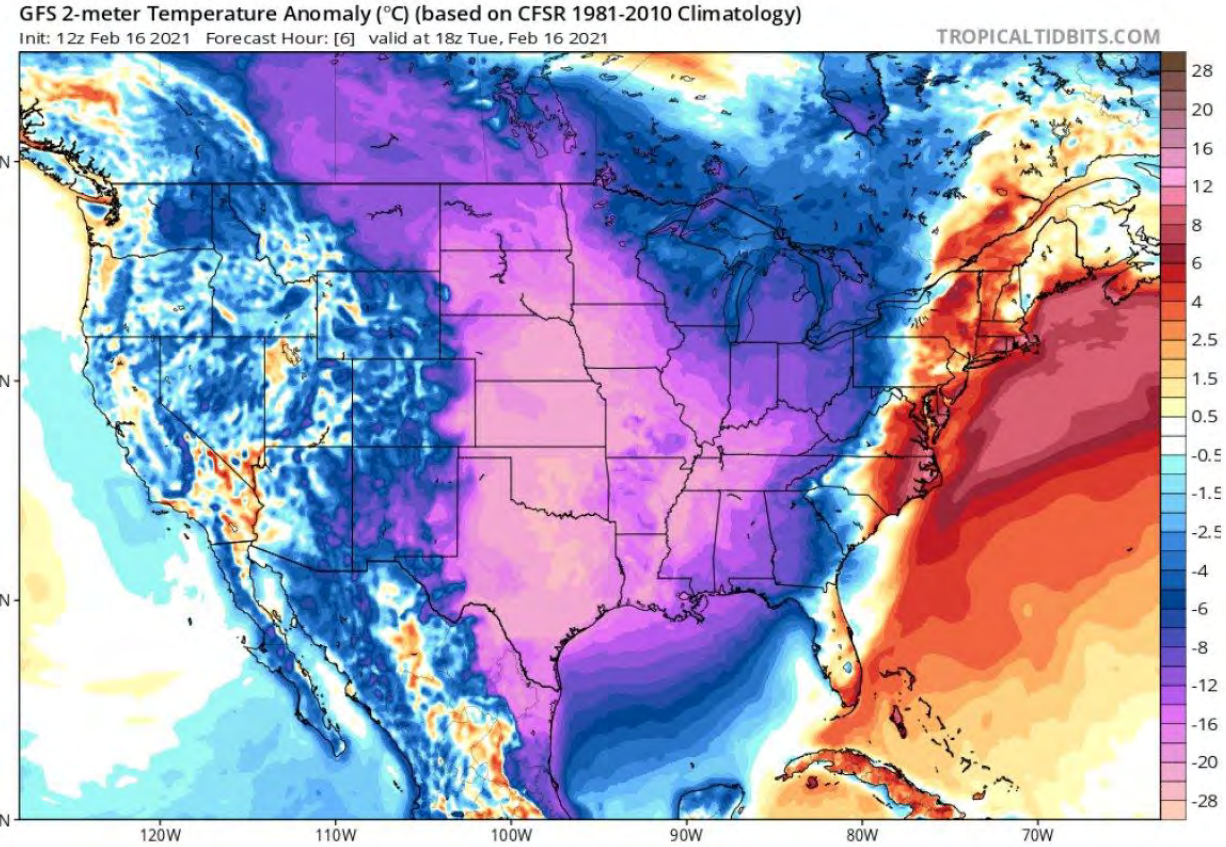 GFS 2-meter Temperature Anomaly (°C) (based on CFSR 1981-2010 Climatology)
Init: 12z Feb 16 2021   Forecast Hour: [6]   valid at 18z Tue, Feb 16 2021
TROPICALTIDBITS.COM
28
20
16
12
8
6
4
2.5
1.5
0.5
-0.5
-1.5
-2.5
-4
-6
-8
-12
-16
-20
-28
N
N
N
N
120W
110W
100W
90W
80W
70W